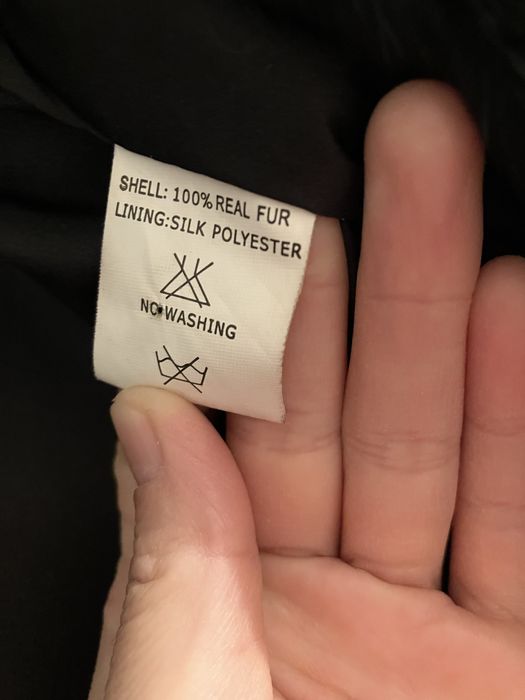 SHELL: 100% REAL FUR
LINING:SILK POLYESTER
NO WASHING